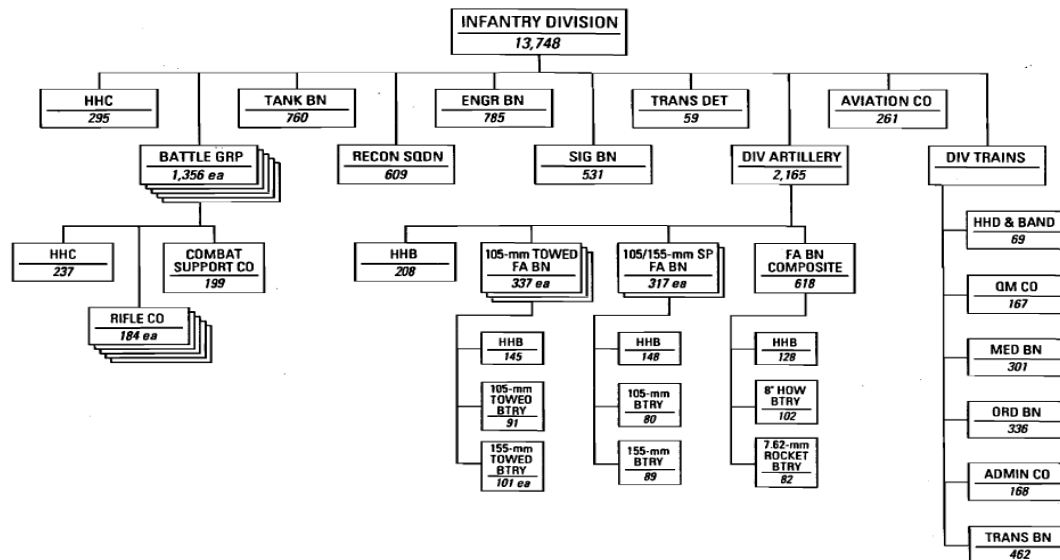 INFANTRY DIVISION
13,748
HHC
295
TANK BN
760
ENGR BN
785
TRANS DET
59
AVIATION CO
261
BATTLE GRP
1,356 ea
RECON SQDN
609
SIG BN
531
DIV ARTILLERY
2,165
DIV TRAINS
HHC
237
COMBAT
SUPPORT CO
199
RIFLE CO
184 ea
HHB
208
105-mm TOWED
FA BN
337 ea
105/155-mm SP
FA BN
317 ea
FA BN
COMPOSITE
618
HHB
145
105-mm
TOWEO
BTRY
91
155-mm
TOWED
BTRY
101 ea
HHB
148
105-mm
BTRY
80
155-mm
BTRY
89
HHB
128
8" HOW
BTRY
102
7.62-mm
ROCKET
BTRY
82
HHD & BAND
69
QM CO
167
MED BN
301
ORD BN
336
ADMIN CO
168
TRANS BN
462